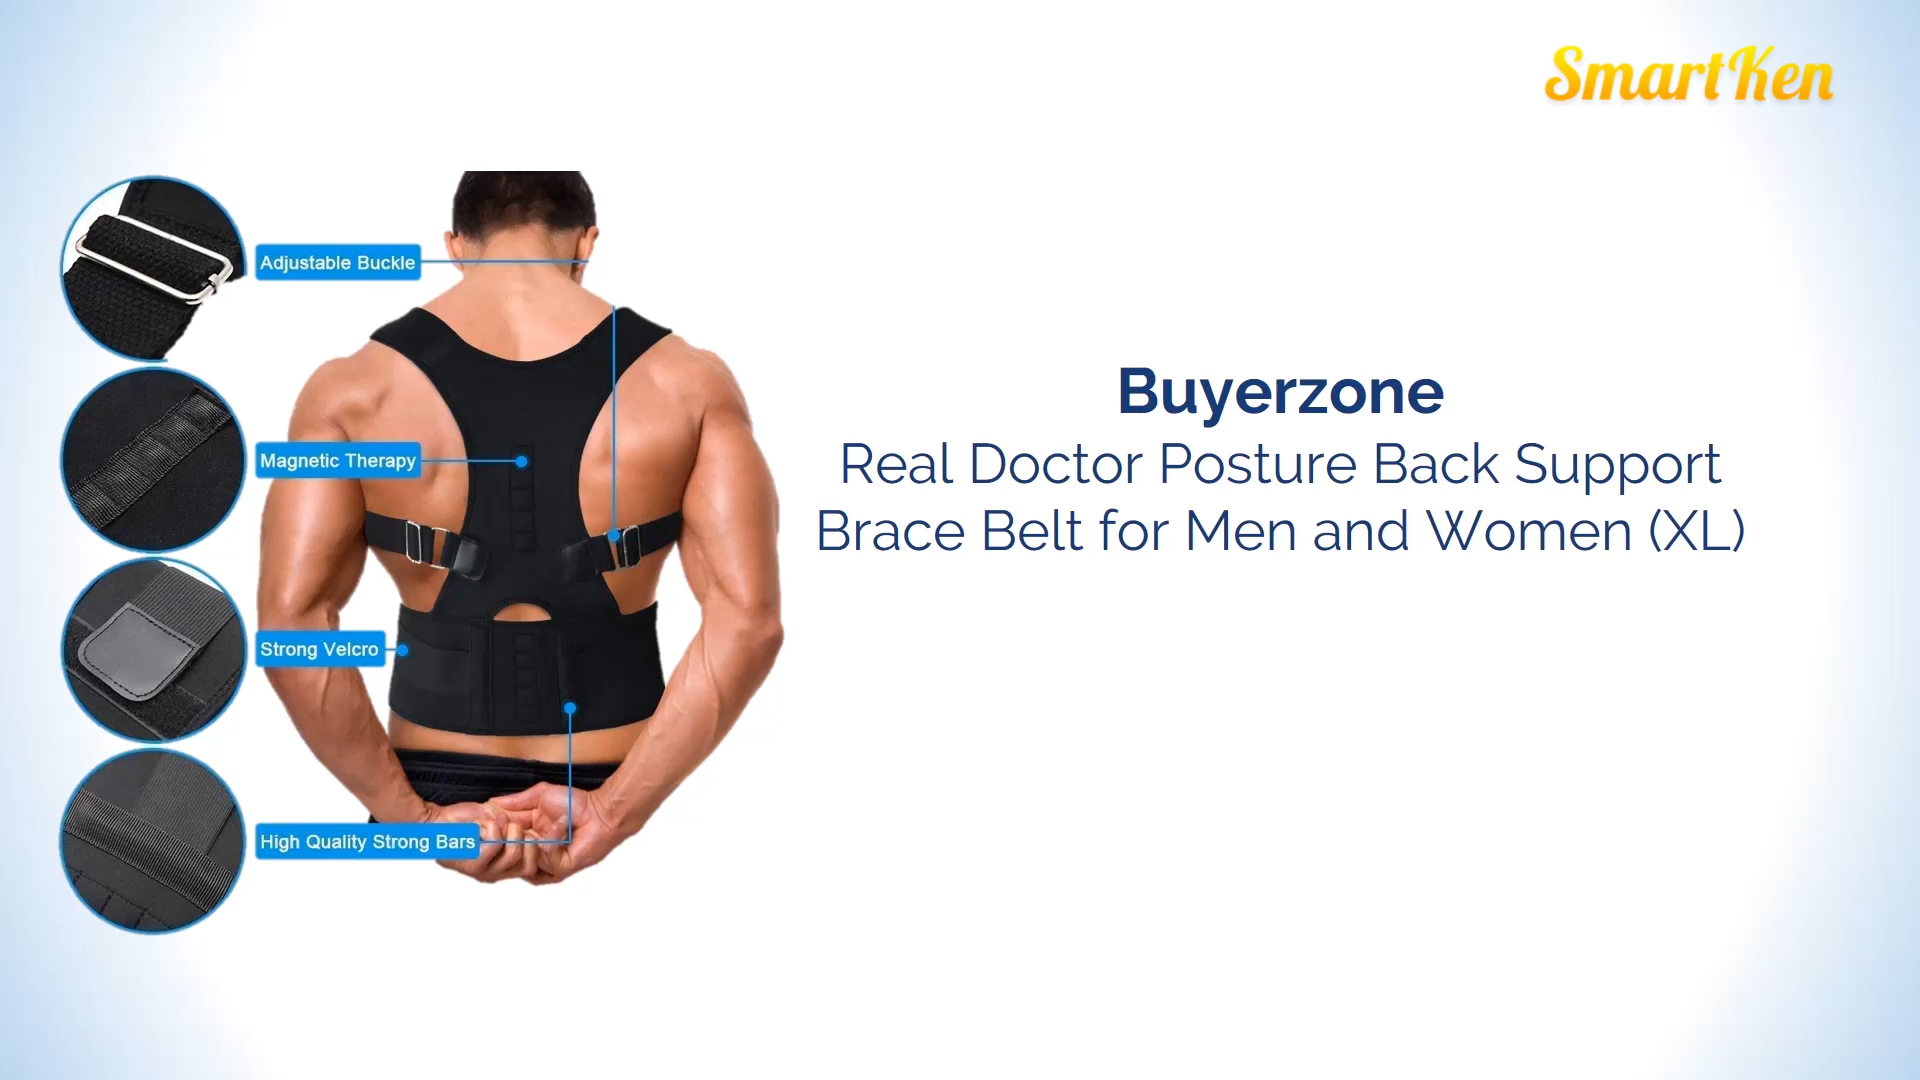 SmartKen
Adjustable Buckle
Magnetic Therapy
Strong Velcro
High Quality Strong Bars
Buyerzone
Real Doctor Posture Back Support
Brace Belt for Men and Women (XL)